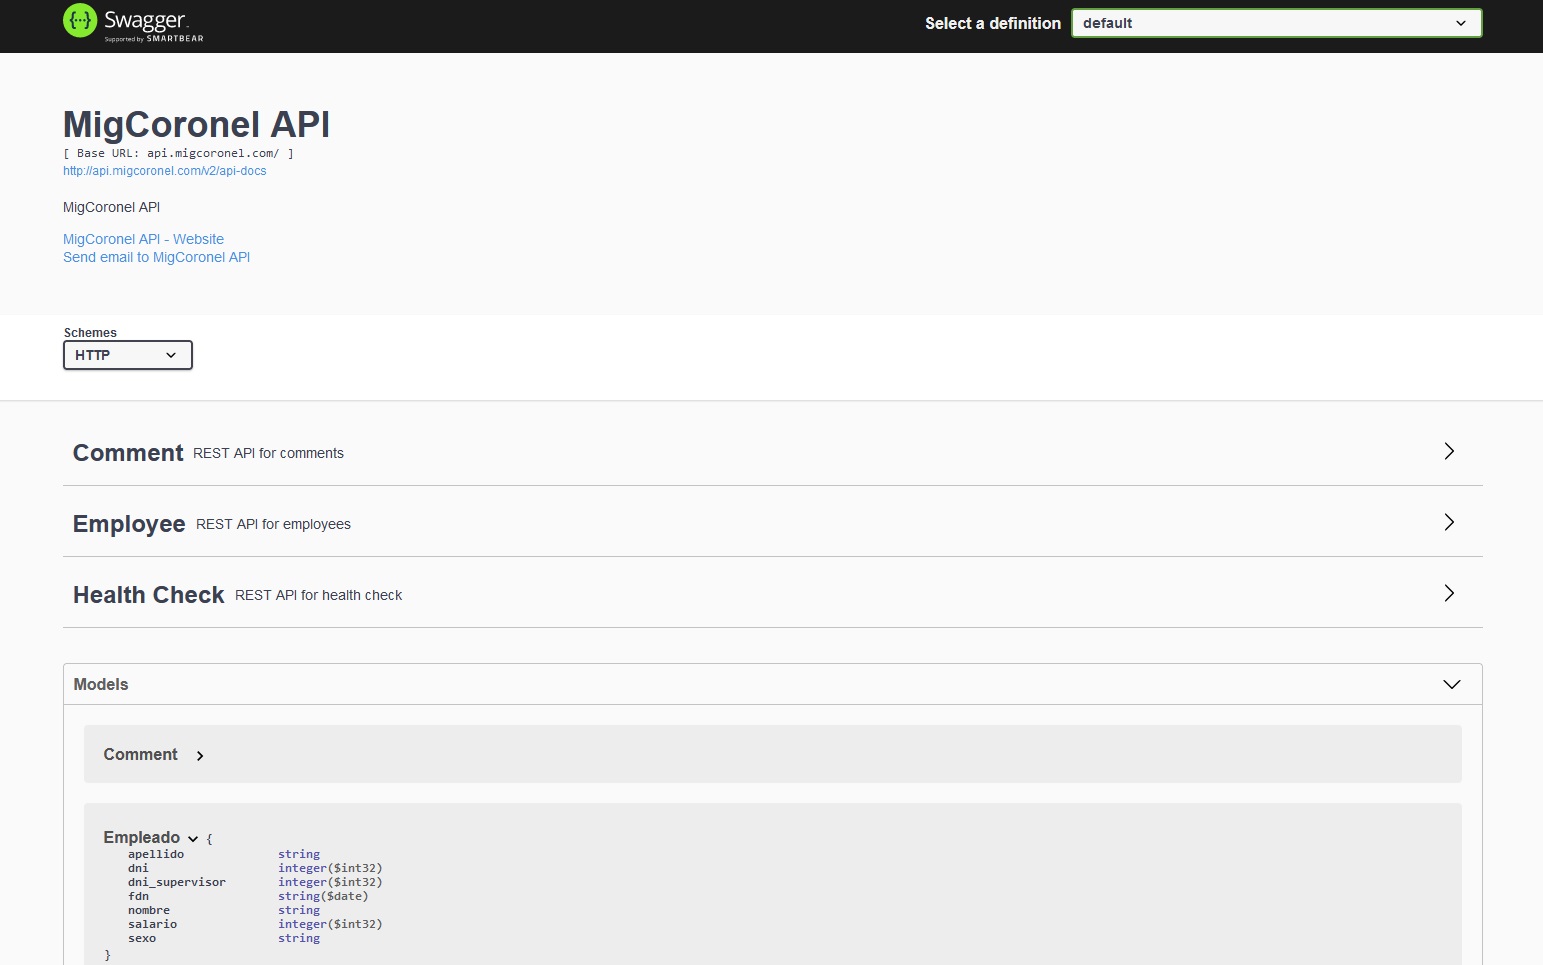 Swagger
Supported by SMARTBEAR
Select a definition
default
MigCoronel API
[ Base URL: api.migcoronel.com/ ]
http://api.migcoronel.com/v2/api-docs
MigCoronel API
MigCoronel API - Website
Send email to MigCoronel API
Schemes
HTTP
Comment REST API for comments
Employee REST API for employees
Health Check REST API for health check
Models
Comment
Empleado {
apellido string
dni integer($int32)
dni_supervisor integer($int32)
fdn string($date)
nombre string
salario integer($int32)
sexo string
}